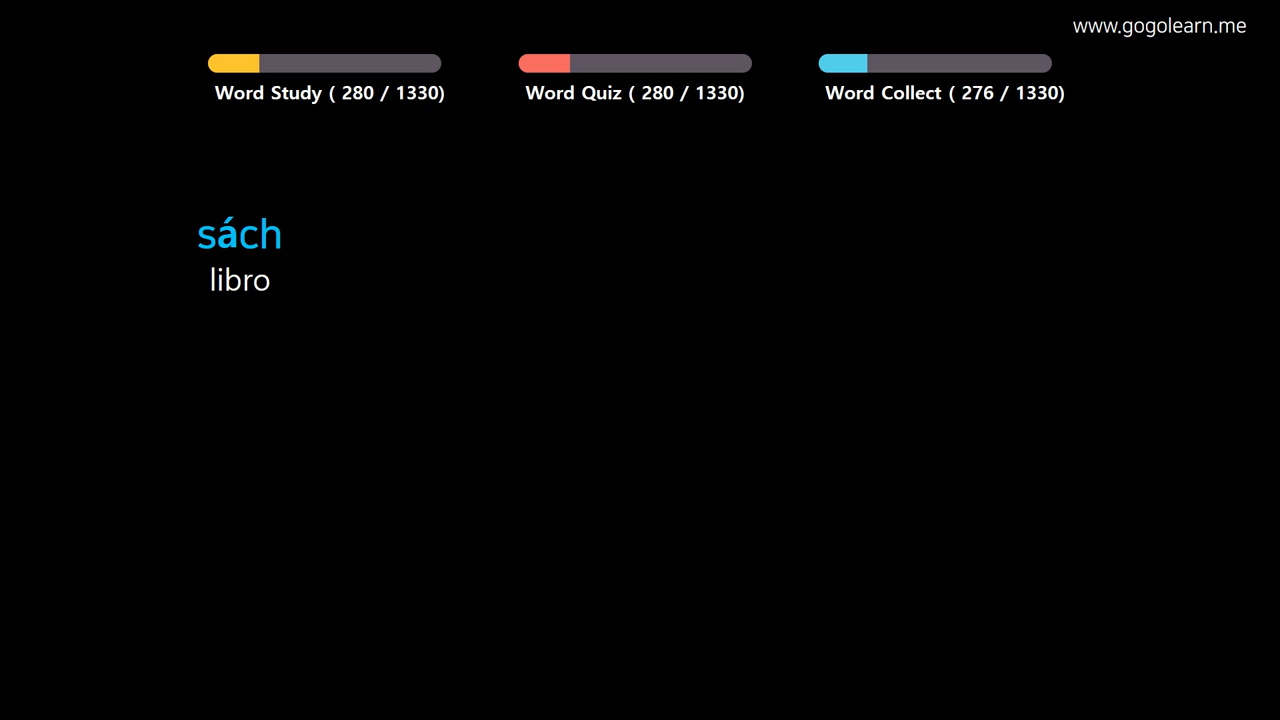 www.gogolearn.me
Word Study ( 280 / 1330)
Word Quiz ( 280 / 1330)
Word Collect ( 276 / 1330)
sách
libro